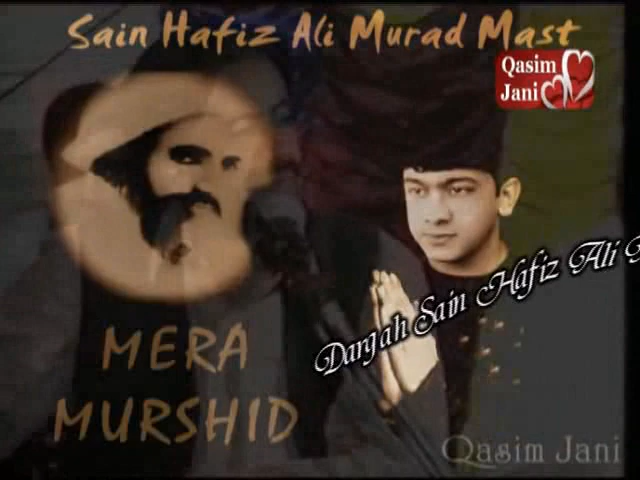 Sain Hafiz Ali Murad Mast
Qasim
Jani
Dargah Sain Hafiz Ali
MERA
MURSHID
Qasim Jani